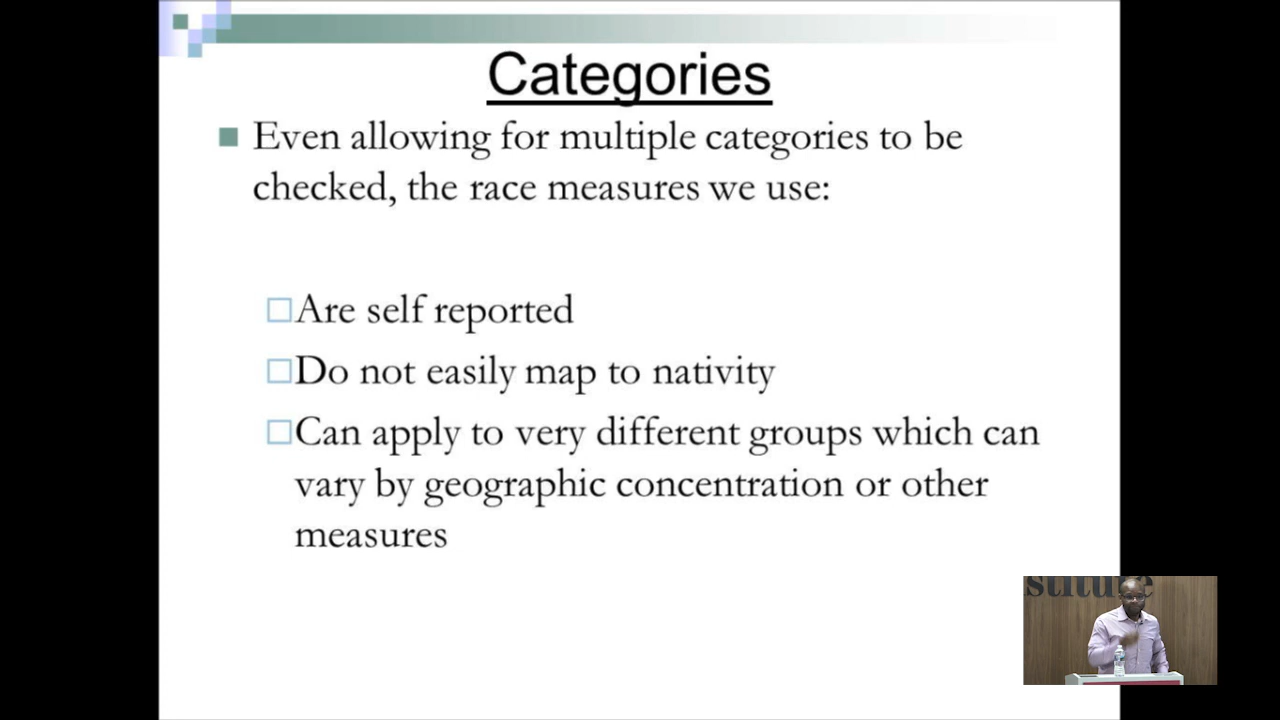 Categories
Even allowing for multiple categories to be
checked, the race measures we use:
Are self reported
Do not easily map to nativity
Can apply to very different groups which can
vary by geographic concentration or other
measures
stitute